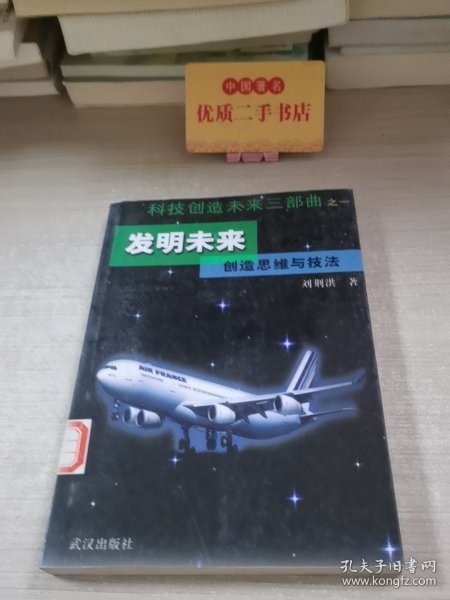 中国著名
优质二手书店
科技创造未来三部曲之一
发明未来
创造思维与技法
刘荆洪 著
AIR FRANCE
武汉出版社
孔夫子旧书网
www.kongfz.com